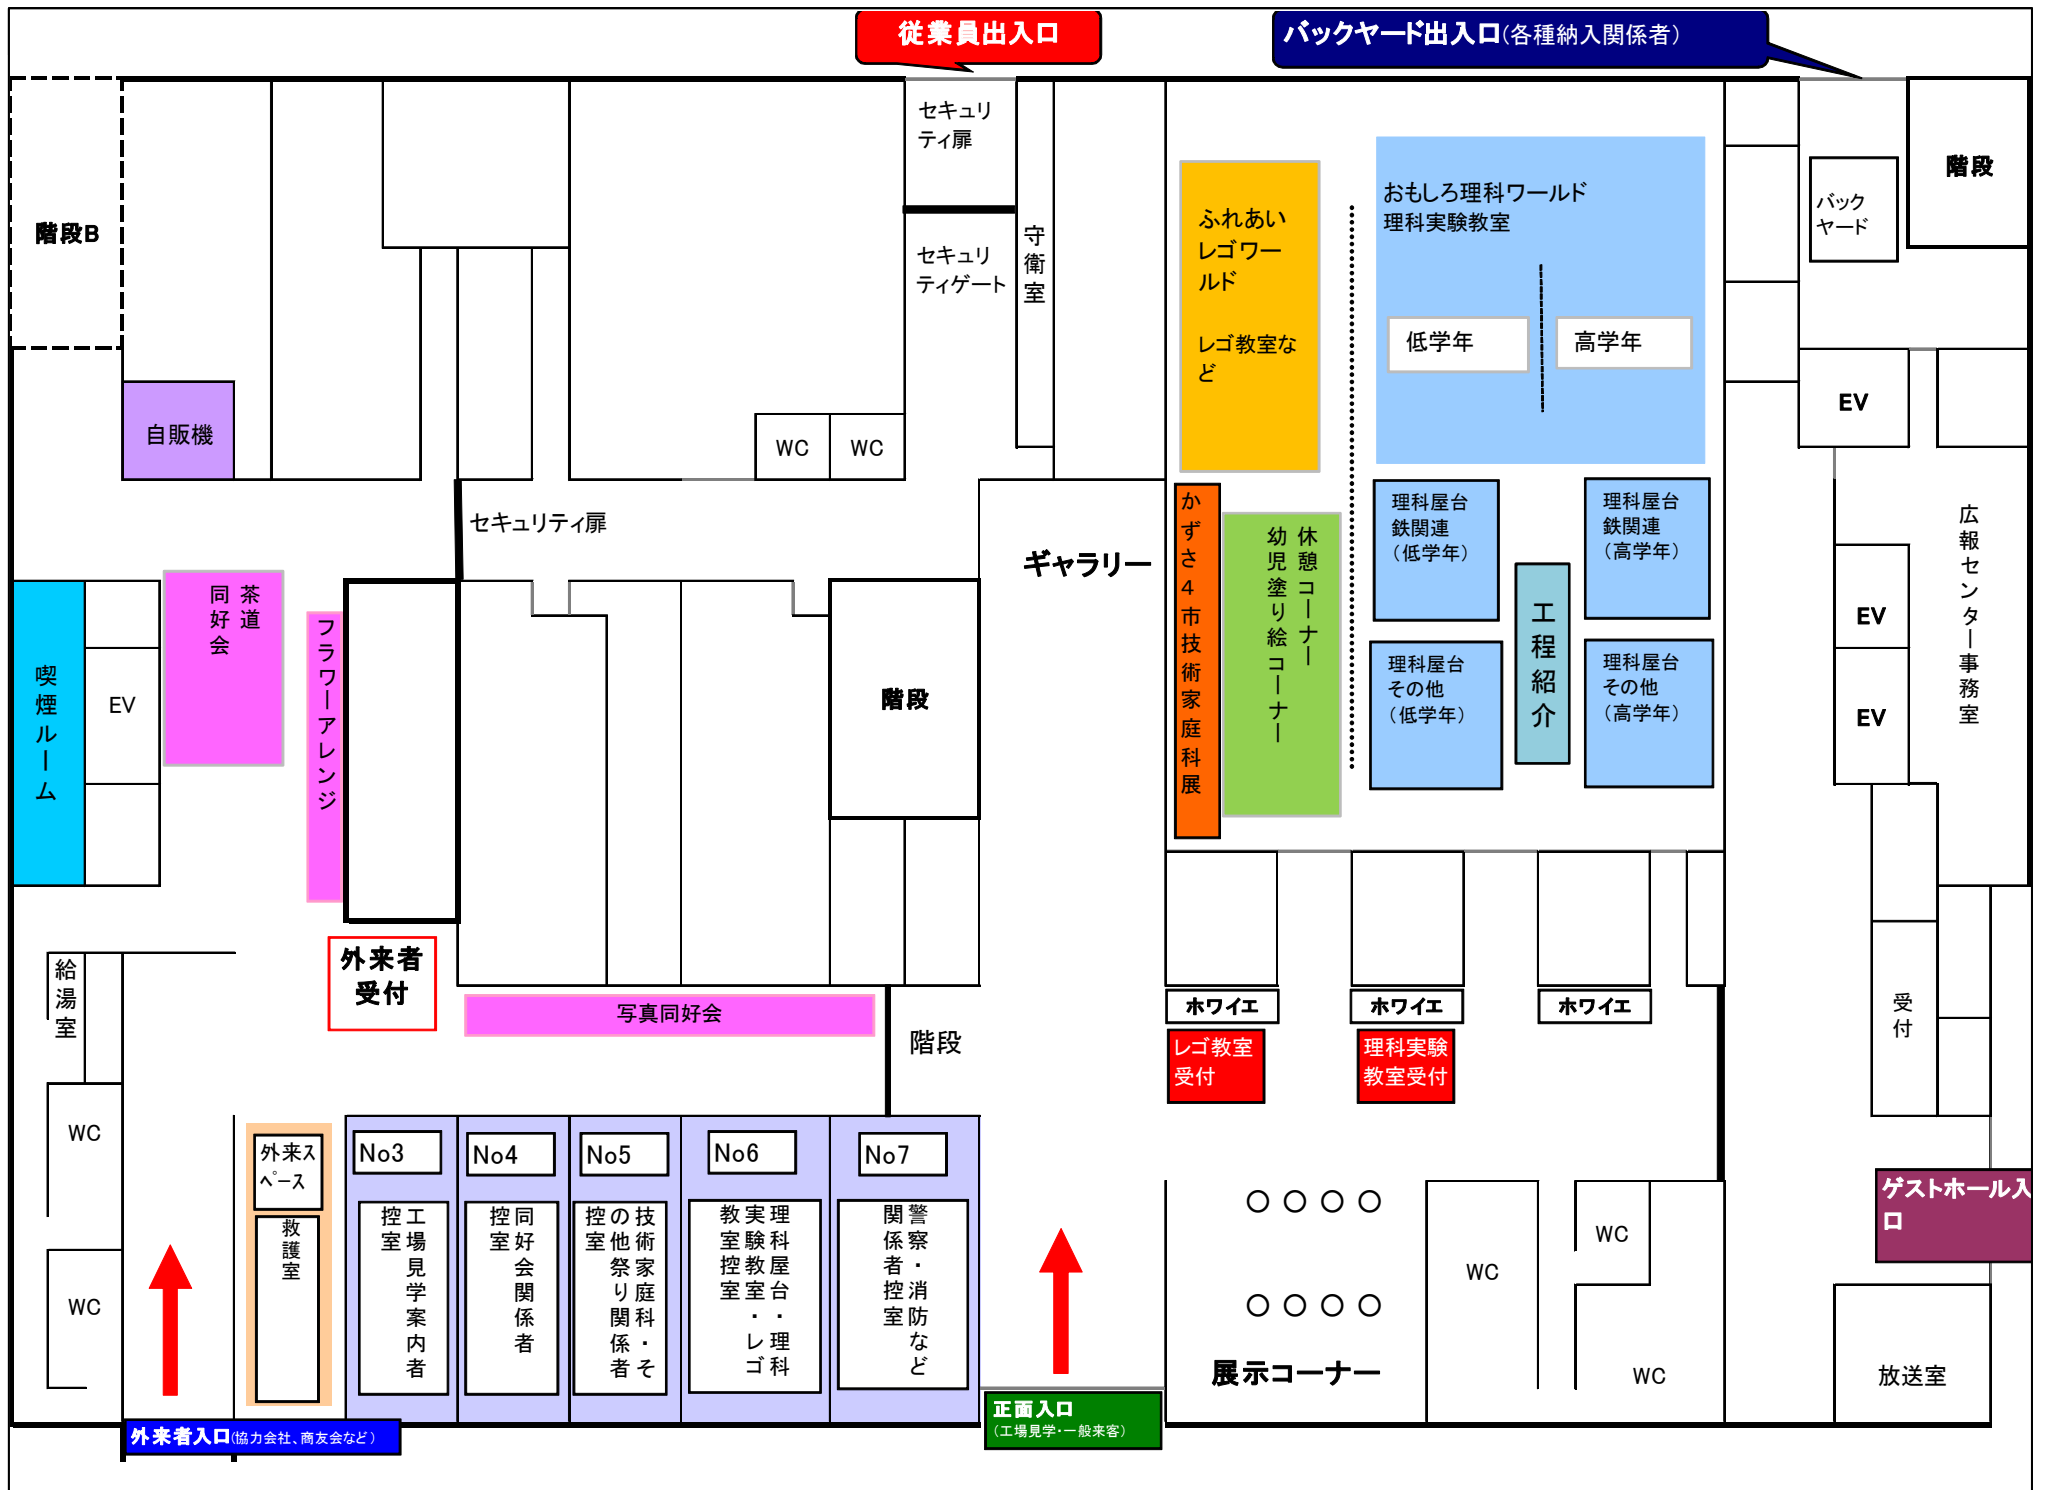 従業員出入口
バックヤード出入口(各種納入関係者)
階段B
セキュリ
ティ扉
セキュリ
ティゲート
守衛室
ふれあい
レゴワー
ルド
レゴ教室な
ど
おもしろ理科ワールド
理科実験教室
低学年
高学年
バック
ヤード
階段
EV
自販機
WC
WC
セキュリティ扉
ギャラリー
かずさ4市技術家庭科展
休憩コーナー
幼児塗り絵コーナー
理科屋台
鉄関連
(低学年)
理科屋台
鉄関連
(高学年)
工程紹介
理科屋台
その他
(低学年)
理科屋台
その他
(高学年)
EV
EV
広報センター事務室
喫煙ルーム
EV
茶道
同好会
フラワーアレンジ
階段
外来者
受付
給湯室
写真同好会
階段
ホワイエ
ホワイエ
ホワイエ
レゴ教室
受付
理科実験
教室受付
受付
WC
WC
外来ス
ペース
救護室
No3
工場見学案内者
控室
No4
同好会関係者
控室
No5
技術家庭科・そ
の他祭り関係者
控室
No6
理科屋台・理科
実験教室・レゴ
教室控室
No7
警察・消防など
関係者控室
○ ○ ○ ○
○ ○ ○ ○
展示コーナー
WC
WC
WC
ゲストホール入
口
放送室
外来者入口(協力会社、商友会など)
正面入口
(工場見学・一般来客)